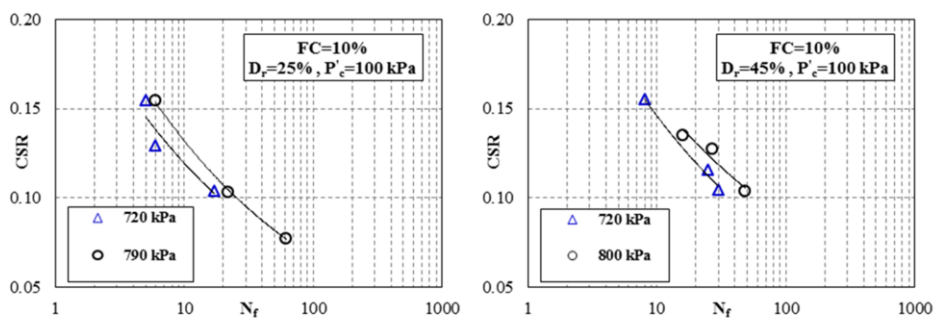 0.20
0.15
0.10
0.05
CSR
FC=10%
Dr=25% , P'c=100 kPa
720 kPa
790 kPa
1
10
Nf
100
1000
0.20
0.15
0.10
0.05
CSR
FC=10%
Dr=45% , P'c=100 kPa
720 kPa
800 kPa
1
10
Nf
100
1000